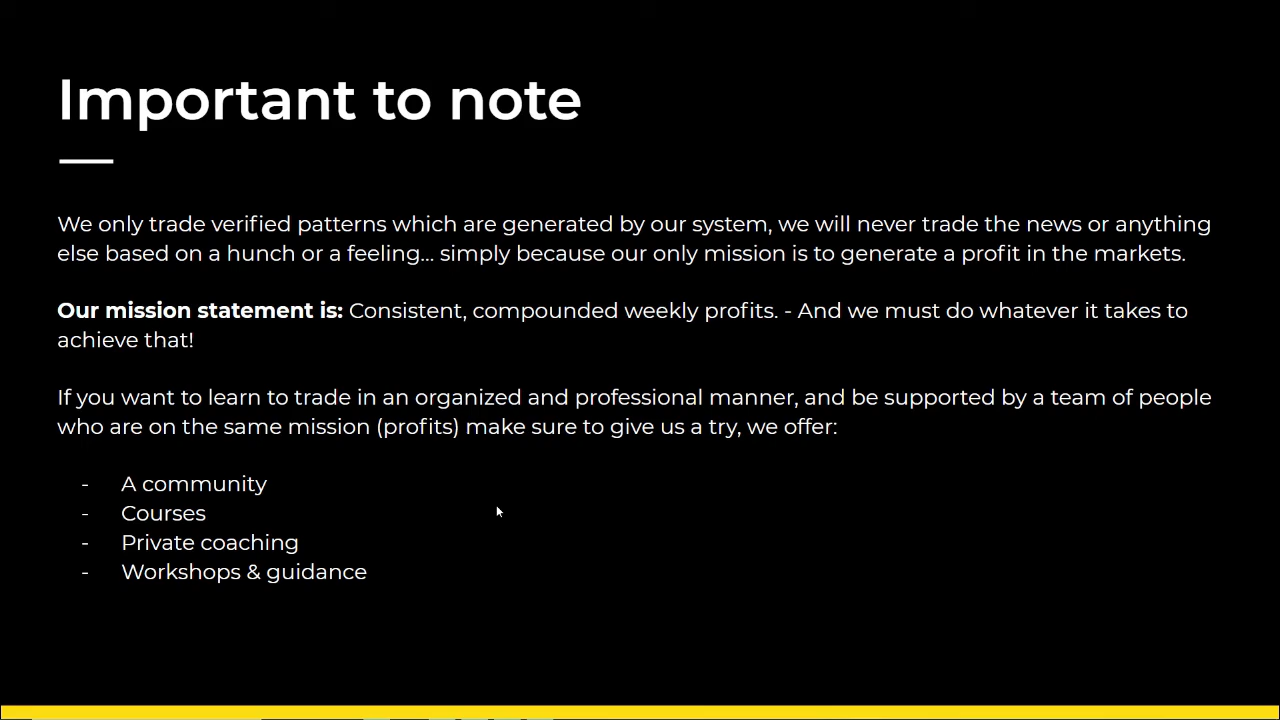 Important to note
We only trade verified patterns which are generated by our system, we will never trade the news or anything
else based on a hunch or a feeling... simply because our only mission is to generate a profit in the markets.
Our mission statement is: Consistent, compounded weekly profits. - And we must do whatever it takes to
achieve that!
If you want to learn to trade in an organized and professional manner, and be supported by a team of people
who are on the same mission (profits) make sure to give us a try, we offer:
- A community
- Courses
- Private coaching
- Workshops & guidance